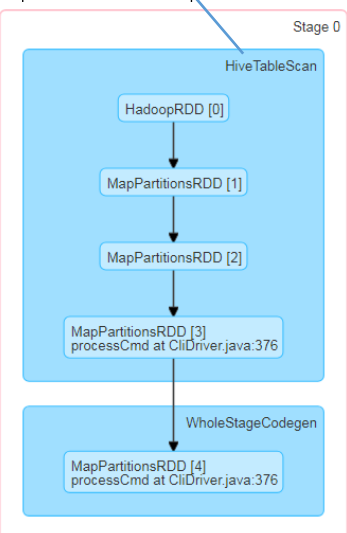 Stage 0
HiveTableScan
HadoopRDD [0]
MapPartitionsRDD [1]
MapPartitionsRDD [2]
MapPartitionsRDD [3]
processCmd at CliDriver.java:376
WholeStageCodegen
MapPartitionsRDD [4]
processCmd at CliDriver.java:376